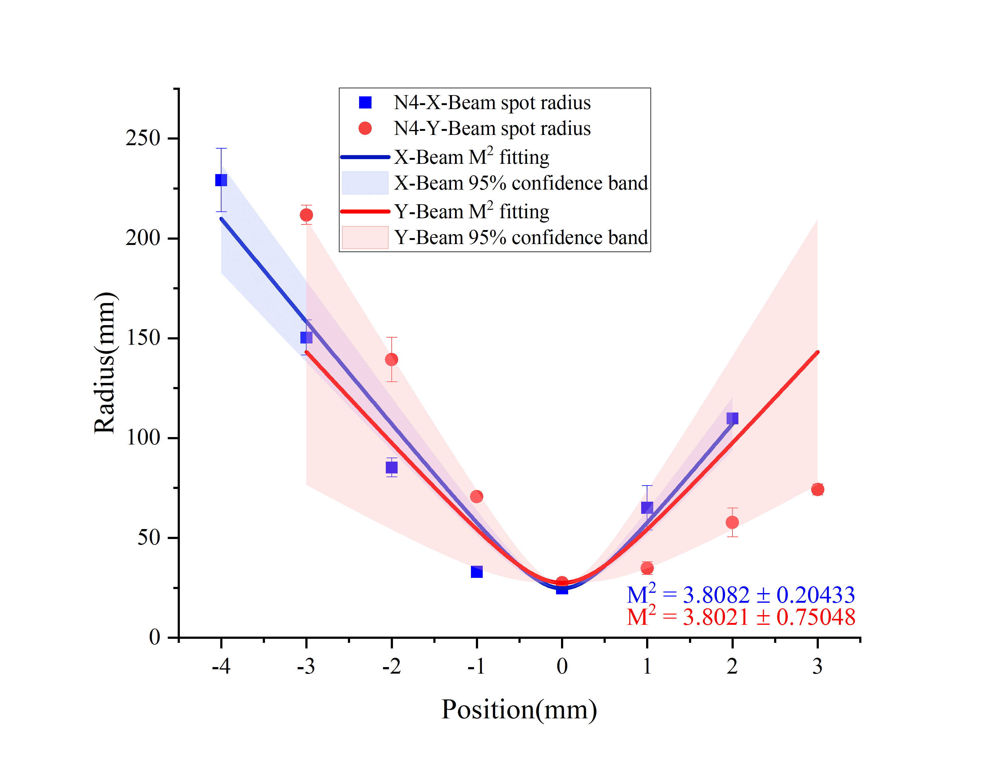 N4-X-Beam spot radius
N4-Y-Beam spot radius
X-Beam M² fitting
X-Beam 95% confidence band
Y-Beam M² fitting
Y-Beam 95% confidence band
250
200
150
100
50
0
Radius(mm)
M² = 3.8082 ± 0.20433
M² = 3.8021 ± 0.75048
-4 -3 -2 -1 0 1 2 3
Position(mm)